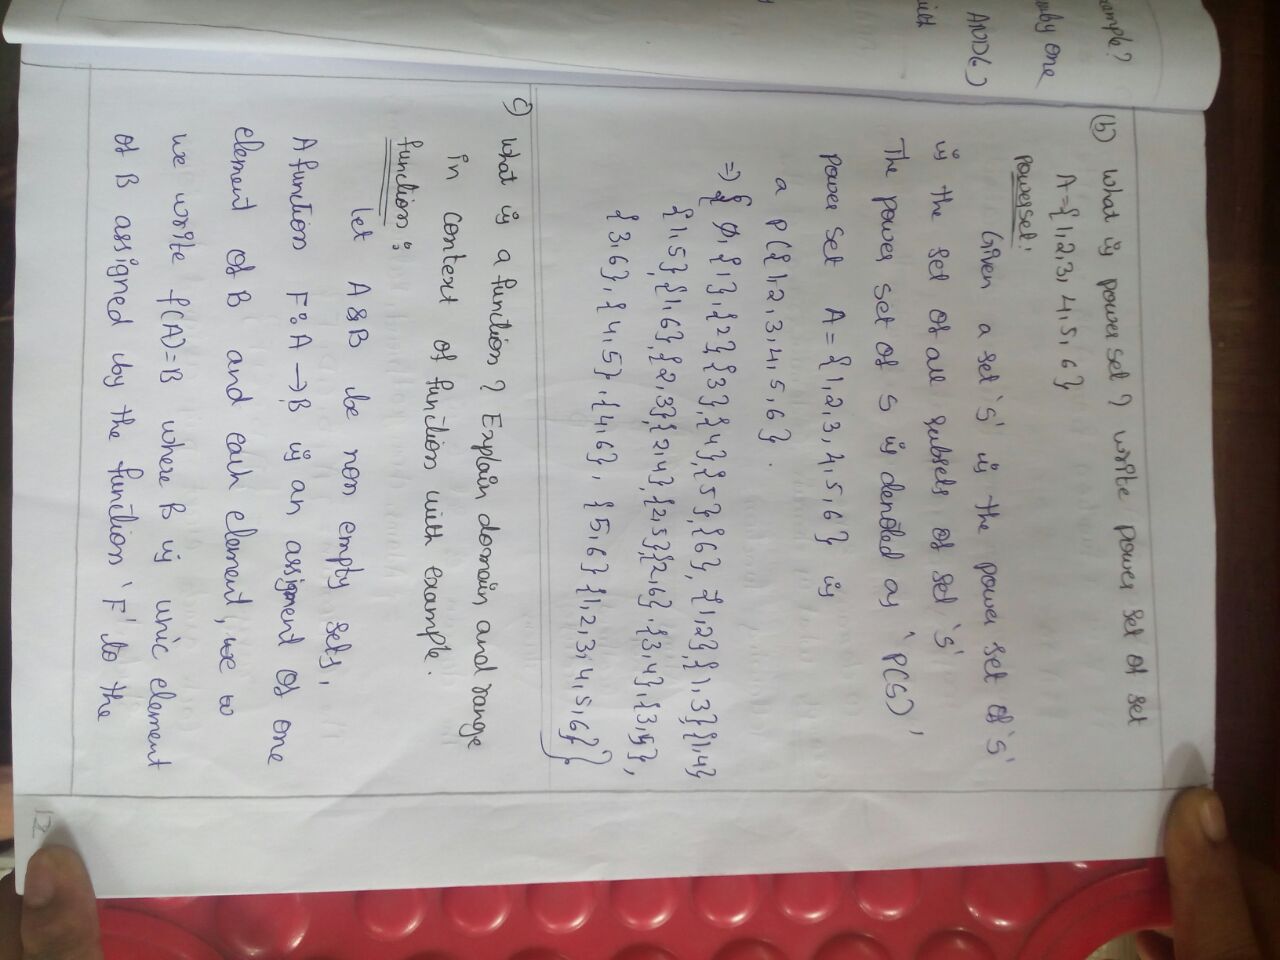 ample?
by one
AND(
with
(b) What is power set? write power set of set
A={1,2,3,4,5,6}
Powerset:
Given a set 'S' is the power set of 'S'
is the set of all subsets of set 'S'
The power set of S is denoted as 'P(S)'
Power set A={1,2,3,4,5,6} is
a P({1,2,3,4,5,6}.
=> { ø,{1},{2}{3},{4},{5},{6},{1,2},{1,3}{1,4}
{1,5},{1,6},{2,3}{2,4},{2,5},{2,6},{3,4},{3,5},
{3,6},{4,5},{4,6},{5,6}{1,2,3,4,5,6}}
c) What is a function? Explain domain and range
in context of function with example.
function:
let A&B be non empty sets,
A function F:A→B is an assignment of one
element of B and each element, we w
we write f(A)=B where B is unic element
of B assigned by the function 'F' to the
12